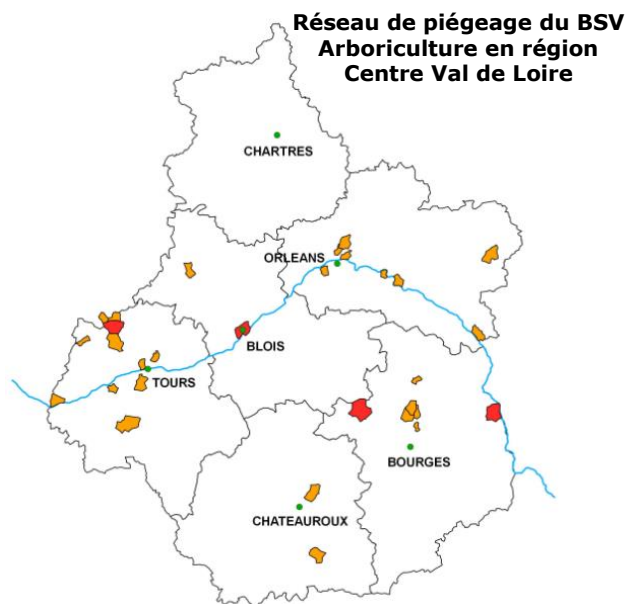 Réseau de piégeage du BSV
Arboriculture en région
Centre Val de Loire
CHARTRES
ORLEANS
BLOIS
TOURS
BOURGES
CHATEAUROUX